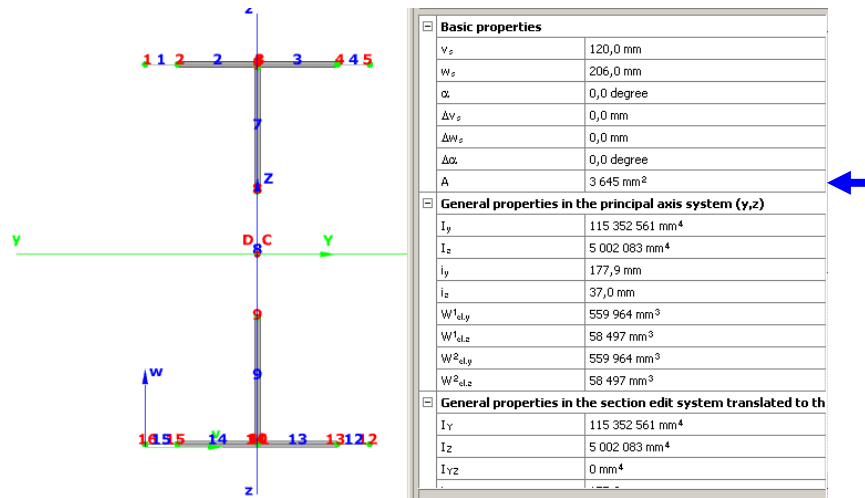 z
1 1 2 2 3 4 4 5
7
Z
8
y D C Y
8
9
9
w
v
16 15 15 14 13 13 12 12
z
Basic properties
vₛ 120,0 mm
wₛ 206,0 mm
α 0,0 degree
Δvₛ 0,0 mm
Δwₛ 0,0 mm
Δα 0,0 degree
A 3 645 mm²
General properties in the principal axis system (y,z)
Iy 115 352 561 mm⁴
Iz 5 002 083 mm⁴
iy 177,9 mm
iz 37,0 mm
W¹el.y 559 964 mm³
W¹el.z 58 497 mm³
W²el.y 559 964 mm³
W²el.z 58 497 mm³
General properties in the section edit system translated to th
IY 115 352 561 mm⁴
IZ 5 002 083 mm⁴
IYZ 0 mm⁴